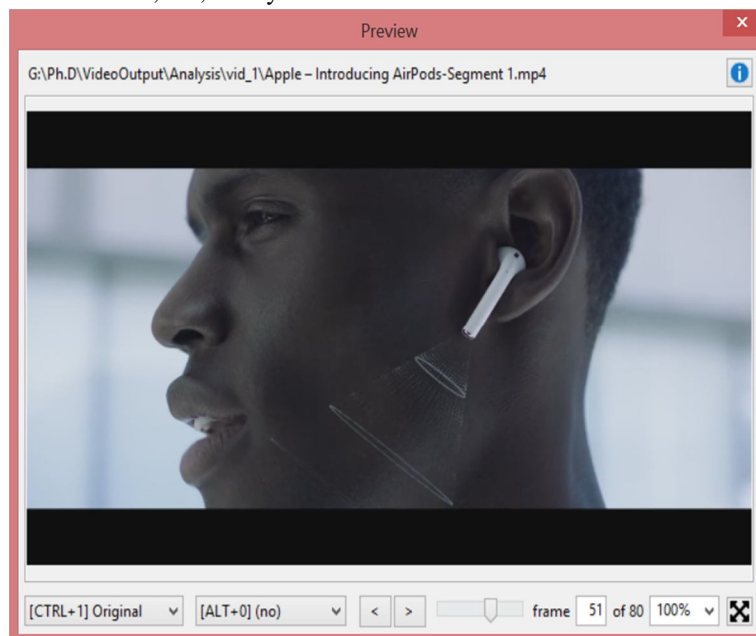 Preview
x
G:\Ph.D\VideoOutput\Analysis\vid_1\Apple – Introducing AirPods-Segment 1.mp4
[CTRL+1] Original [ALT+0] (no) < > frame 51 of 80 100%